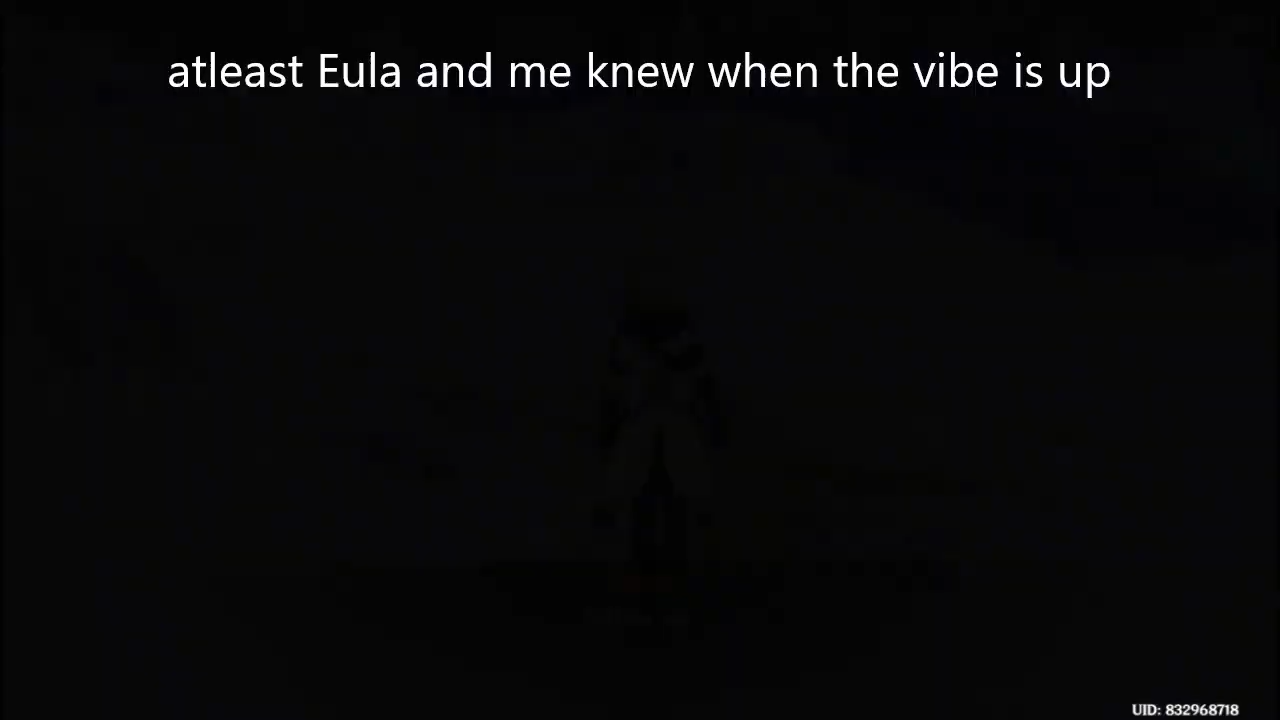 atleast Eula and me knew when the vibe is up
UID: 832968718